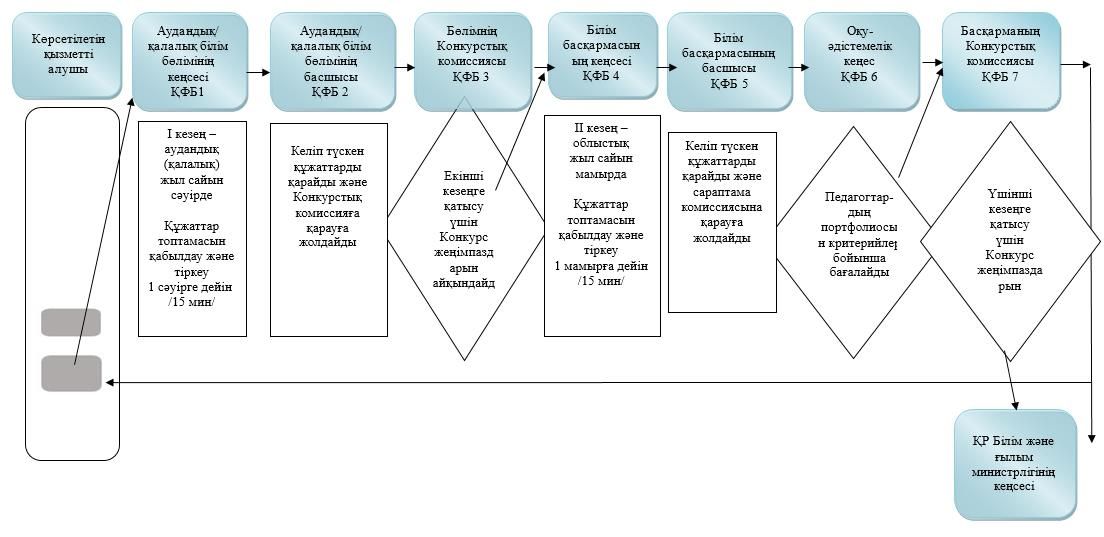 Көрсетілетін
қызметті
алушы
Аудандық/
қалалық білім
бөлімінің
кеңсесі
ҚФБ1
Аудандық/
қалалық білім
бөлімінің
басшысы
ҚФБ 2
Бөлімнің
Конкурстық
комиссиясы
ҚФБ 3
Білім
басқармасын
ың кеңсесі
ҚФБ 4
Білім
басқармасының
басшысы
ҚФБ 5
Оқу-
әдістемелік
кеңес
ҚФБ 6
Басқарманың
Конкурстық
комиссиясы
ҚФБ 7
I кезең –
аудандық
(қалалық)
жыл сайын
сәуірде
Құжаттар
топтамасын
қабылдау және
тіркеу
1 сәуірге дейін
/15 мин/
Келіп түскен
құжаттарды
қарайды және
Конкурстық
комиссияға
қарауға
жолдайды
Екінші
кезеңге
қатысу
үшін
Конкурс
жеңімпазд
арын
айқындайд
II кезең –
облыстық
жыл сайын
мамырда
Құжаттар
топтамасын
қабылдау және
тіркеу
1 мамырға дейін
/15 мин/
Келіп түскен
құжаттарды
қарайды және
сараптама
комиссиясына
қарауға
жолдайды
Педагогтар-
дың
портфолиосы
н критерийлер
бойынша
бағалайды
Үшінші
кезеңге
қатысу
үшін
Конкурс
жеңімпазда
рын
ҚР Білім және
ғылым
министрлігінің
кеңсесі